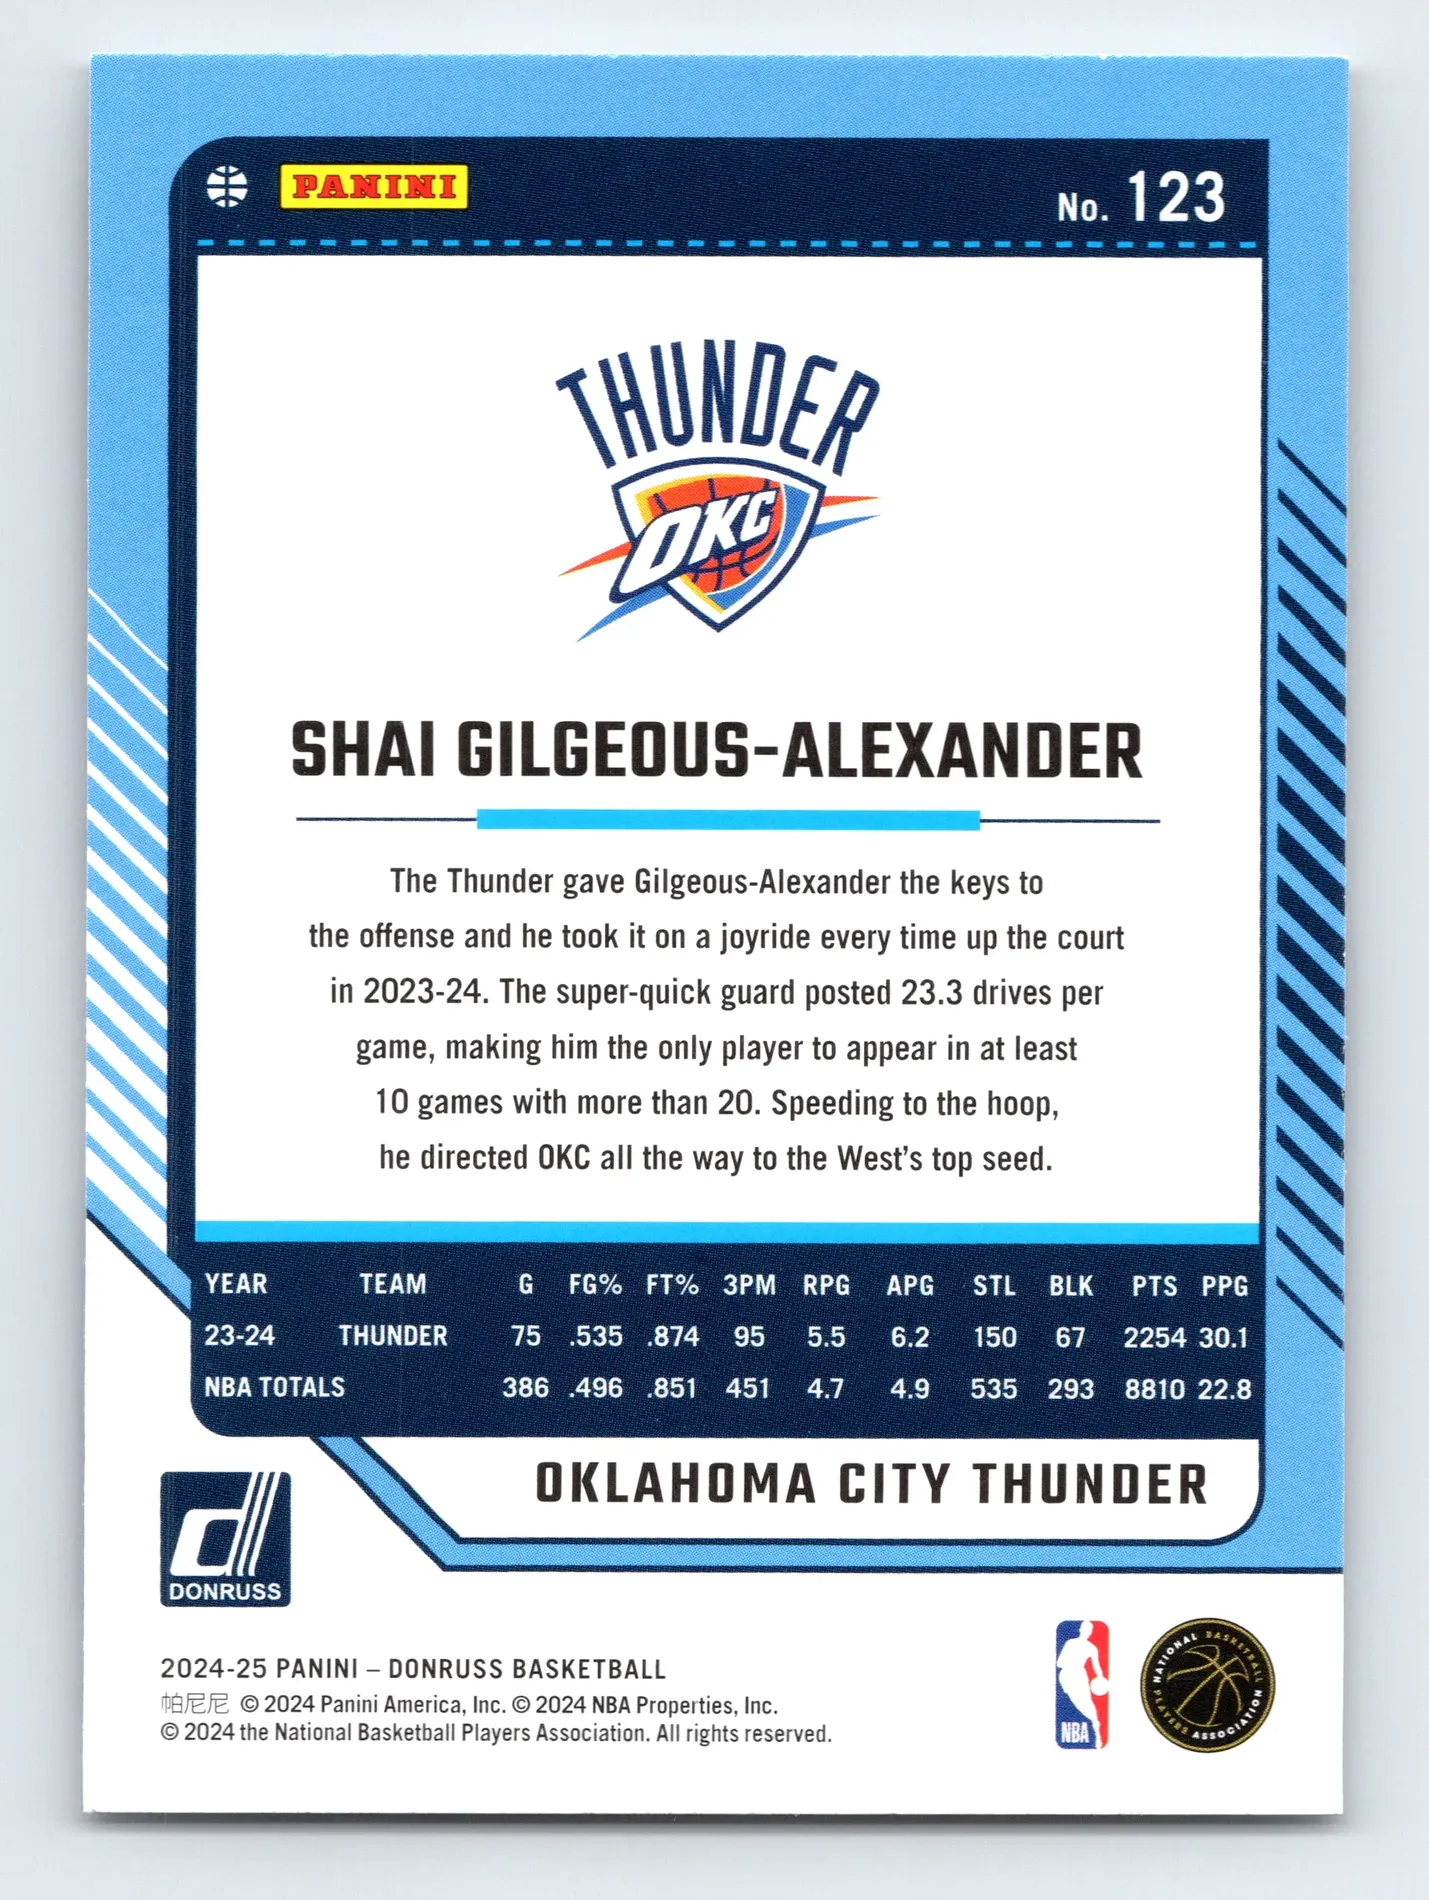 PANINI
No. 123
THUNDER
OKC
SHAI GILGEOUS-ALEXANDER
The Thunder gave Gilgeous-Alexander the keys to
the offense and he took it on a joyride every time up the court
in 2023-24. The super-quick guard posted 23.3 drives per
game, making him the only player to appear in at least
10 games with more than 20. Speeding to the hoop,
he directed OKC all the way to the West's top seed.
YEAR TEAM G FG% FT% 3PM RPG APG STL BLK PTS PPG
23-24 THUNDER 75 .535 .874 95 5.5 6.2 150 67 2254 30.1
NBA TOTALS 386 .496 .851 451 4.7 4.9 535 293 8810 22.8
OKLAHOMA CITY THUNDER
d
DONRUSS
2024-25 PANINI – DONRUSS BASKETBALL
帕尼尼 © 2024 Panini America, Inc. © 2024 NBA Properties, Inc.
© 2024 the National Basketball Players Association. All rights reserved.
NBA
NATIONAL BASKETBALL PLAYERS ASSOCIATION